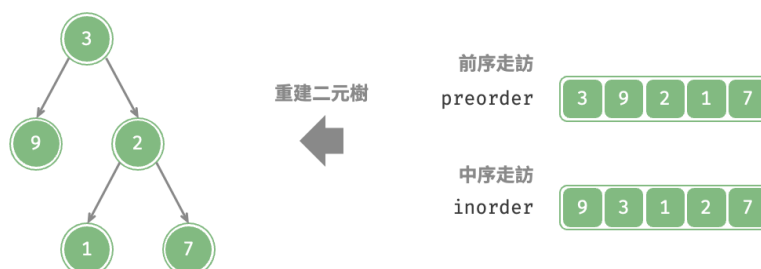 3
9
2
1
7
重建二元樹
前序走訪
preorder
3 9 2 1 7
中序走訪
inorder
9 3 1 2 7